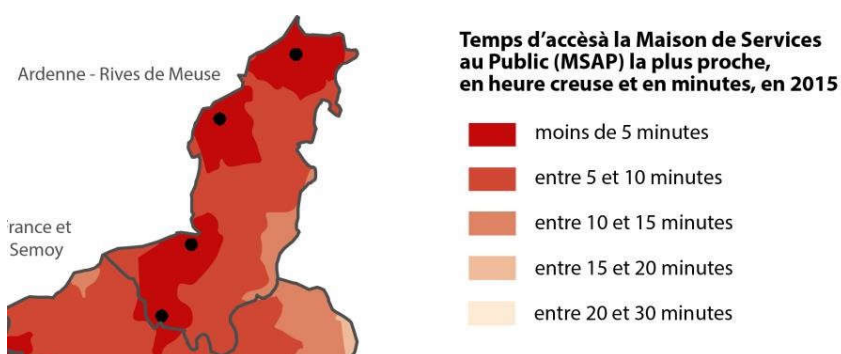 Ardenne - Rives de Meuse
rance et
Semoy
Temps d'accèsà la Maison de Services
au Public (MSAP) la plus proche,
en heure creuse et en minutes, en 2015
moins de 5 minutes
entre 5 et 10 minutes
entre 10 et 15 minutes
entre 15 et 20 minutes
entre 20 et 30 minutes